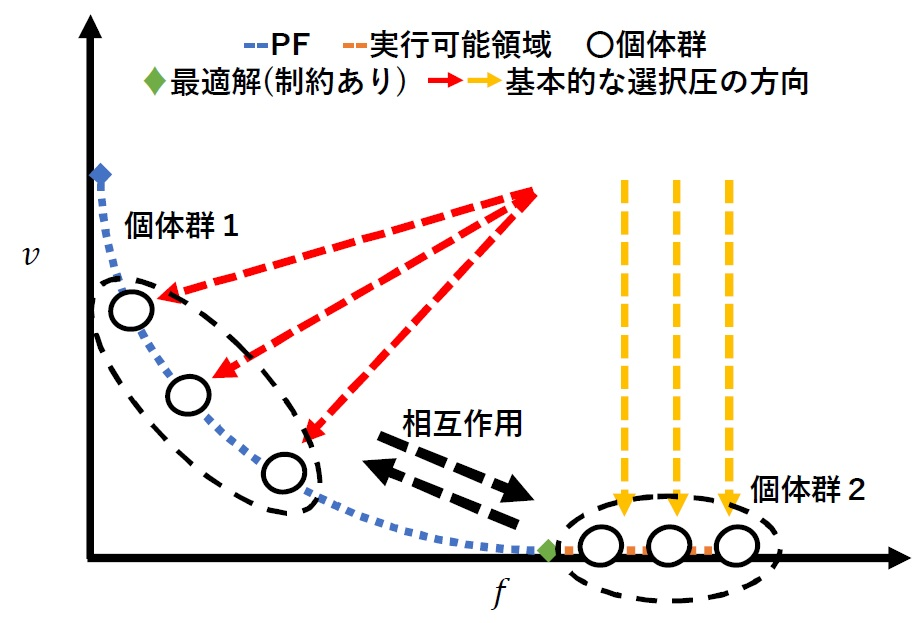 PF 実行可能領域 個体群
最適解(制約あり) 基本的な選択圧の方向
個体群1
v
相互作用
個体群2
f